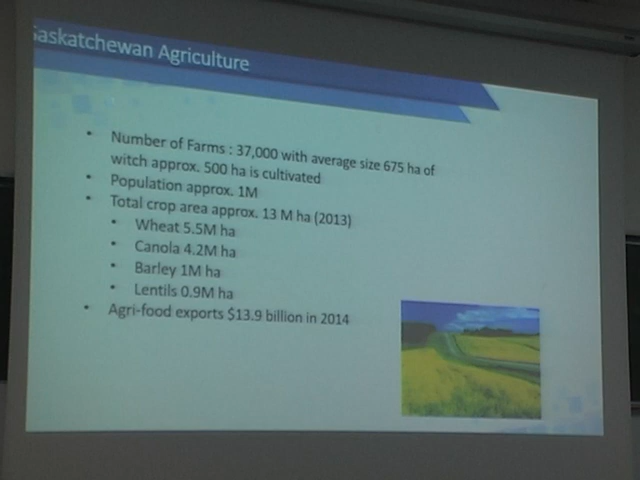 Saskatchewan Agriculture
• Number of Farms : 37,000 with average size 675 ha of
witch approx. 500 ha is cultivated
• Population approx. 1M
• Total crop area approx. 13 M ha (2013)
• Wheat 5.5M ha
• Canola 4.2M ha
• Barley 1M ha
• Lentils 0.9M ha
• Agri-food exports $13.9 billion in 2014